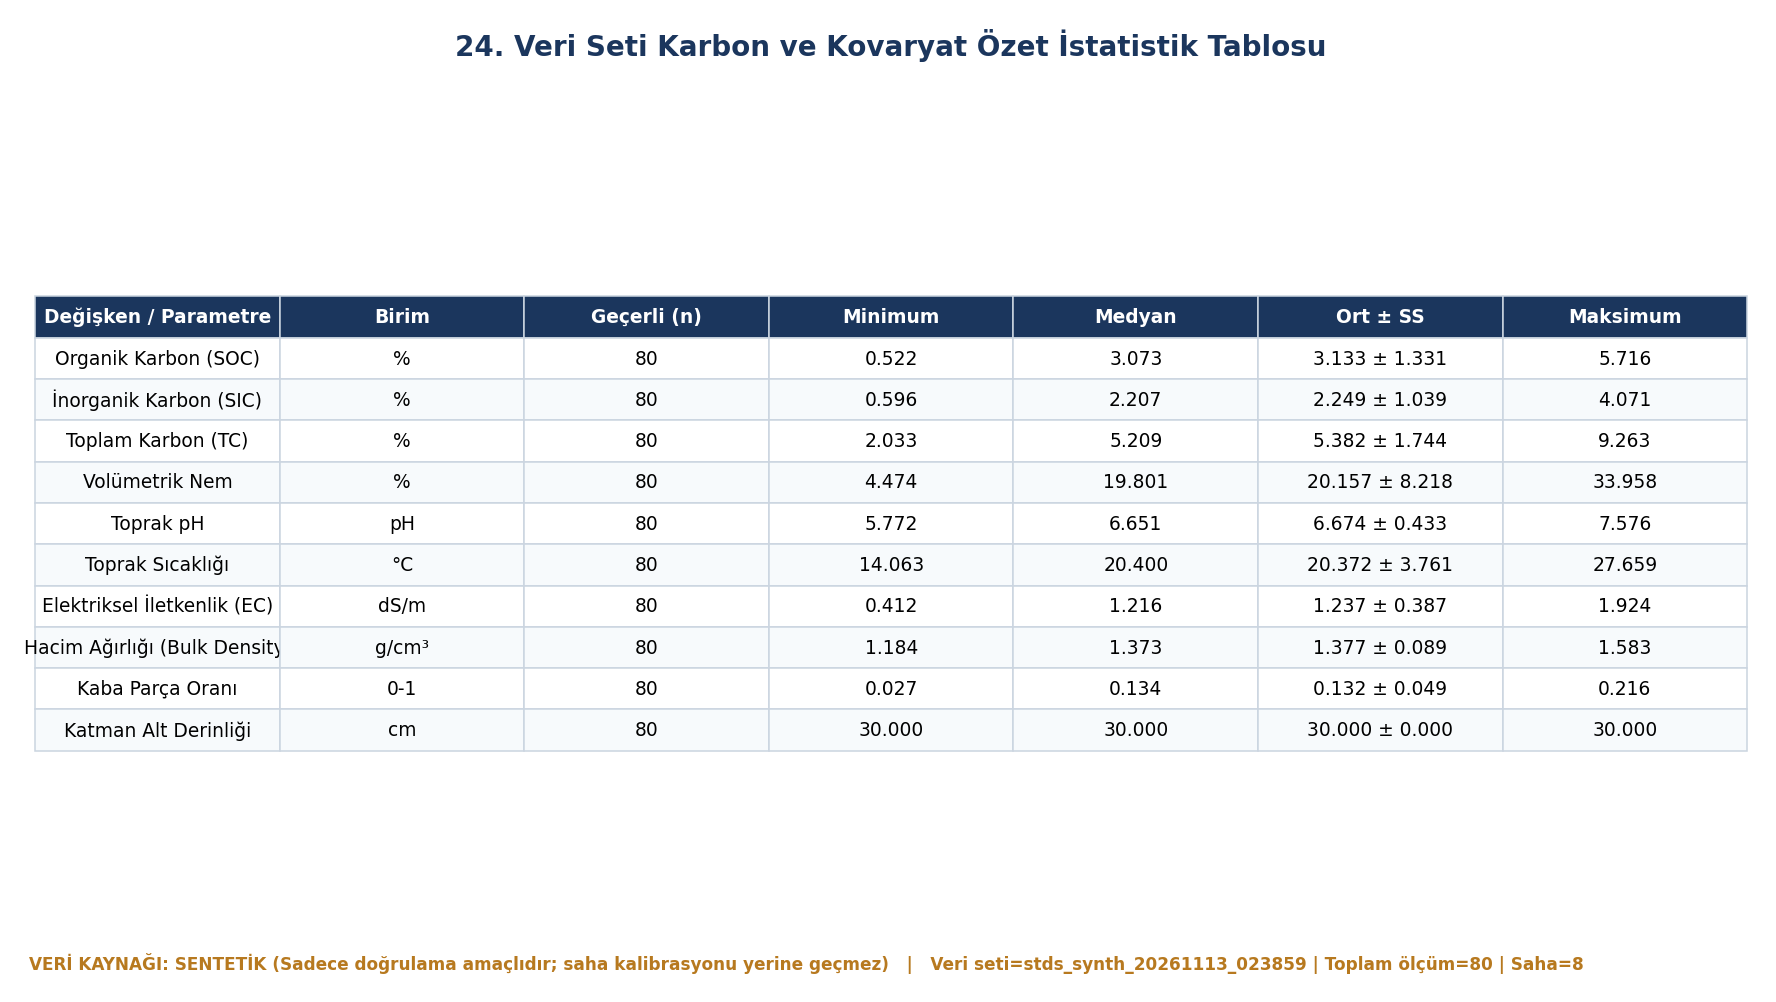 24. Veri Seti Karbon ve Kovaryat Özet İstatistik Tablosu
Değişken / Parametre Birim Geçerli (n) Minimum Medyan Ort ± SS Maksimum
Organik Karbon (SOC) % 80 0.522 3.073 3.133 ± 1.331 5.716
İnorganik Karbon (SIC) % 80 0.596 2.207 2.249 ± 1.039 4.071
Toplam Karbon (TC) % 80 2.033 5.209 5.382 ± 1.744 9.263
Volümetrik Nem % 80 4.474 19.801 20.157 ± 8.218 33.958
Toprak pH pH 80 5.772 6.651 6.674 ± 0.433 7.576
Toprak Sıcaklığı °C 80 14.063 20.400 20.372 ± 3.761 27.659
Elektriksel İletkenlik (EC) dS/m 80 0.412 1.216 1.237 ± 0.387 1.924
Hacim Ağırlığı (Bulk Density g/cm³ 80 1.184 1.373 1.377 ± 0.089 1.583
Kaba Parça Oranı 0-1 80 0.027 0.134 0.132 ± 0.049 0.216
Katman Alt Derinliği cm 80 30.000 30.000 30.000 ± 0.000 30.000
VERİ KAYNAĞI: SENTETİK (Sadece doğrulama amaçlıdır; saha kalibrasyonu yerine geçmez) | Veri seti=stds_synth_20261113_023859 | Toplam ölçüm=80 | Saha=8